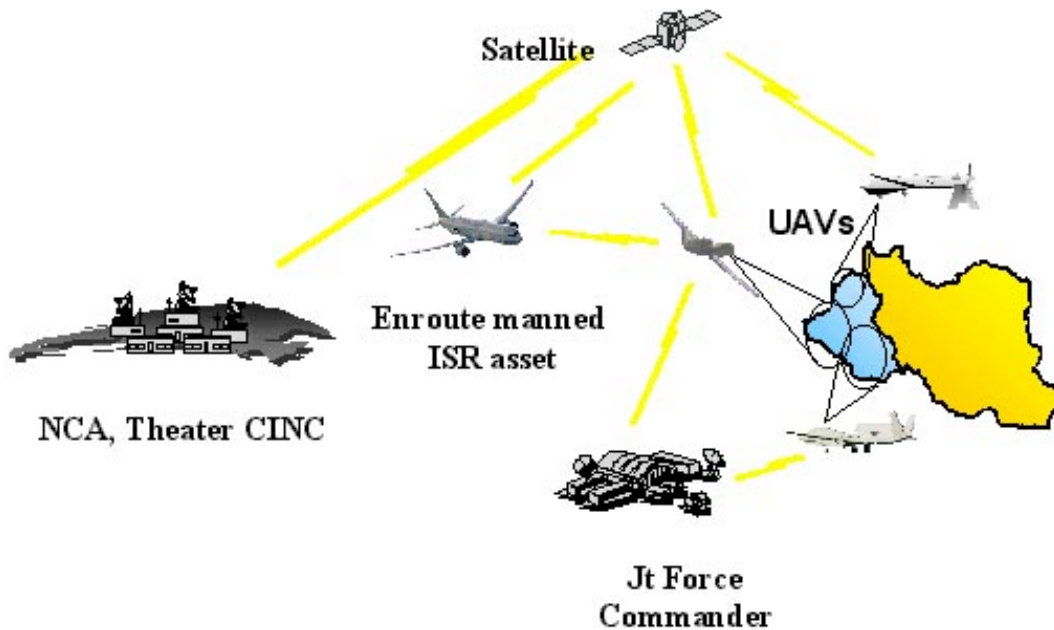 Satellite
UAVs
Enroute manned
ISR asset
NCA, Theater CINC
Jt Force
Commander